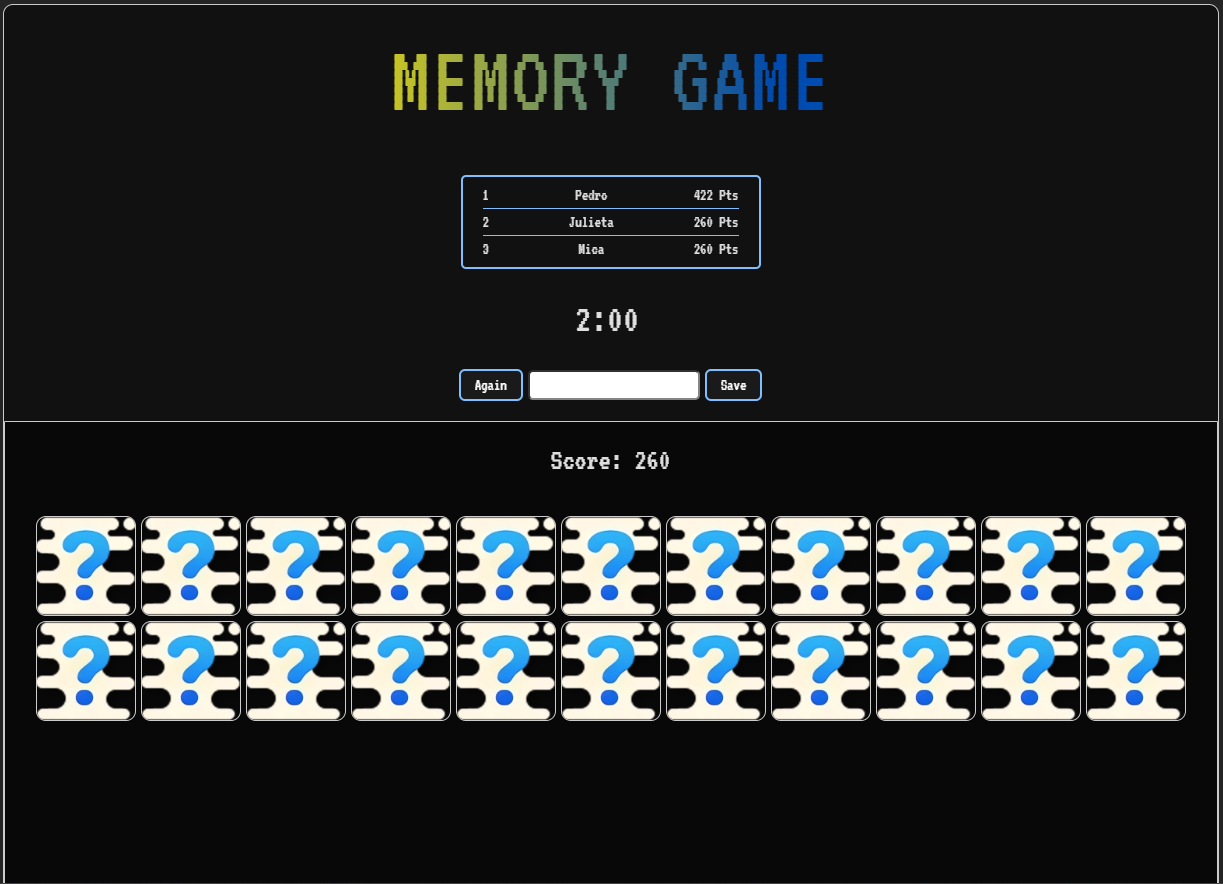 MEMORY GAME
1 Pedro 422 Pts
2 Julieta 260 Pts
3 Mica 260 Pts
2:00
Again Save
Score: 260
? ? ? ? ? ? ? ? ? ? ?
? ? ? ? ? ? ? ? ? ? ?